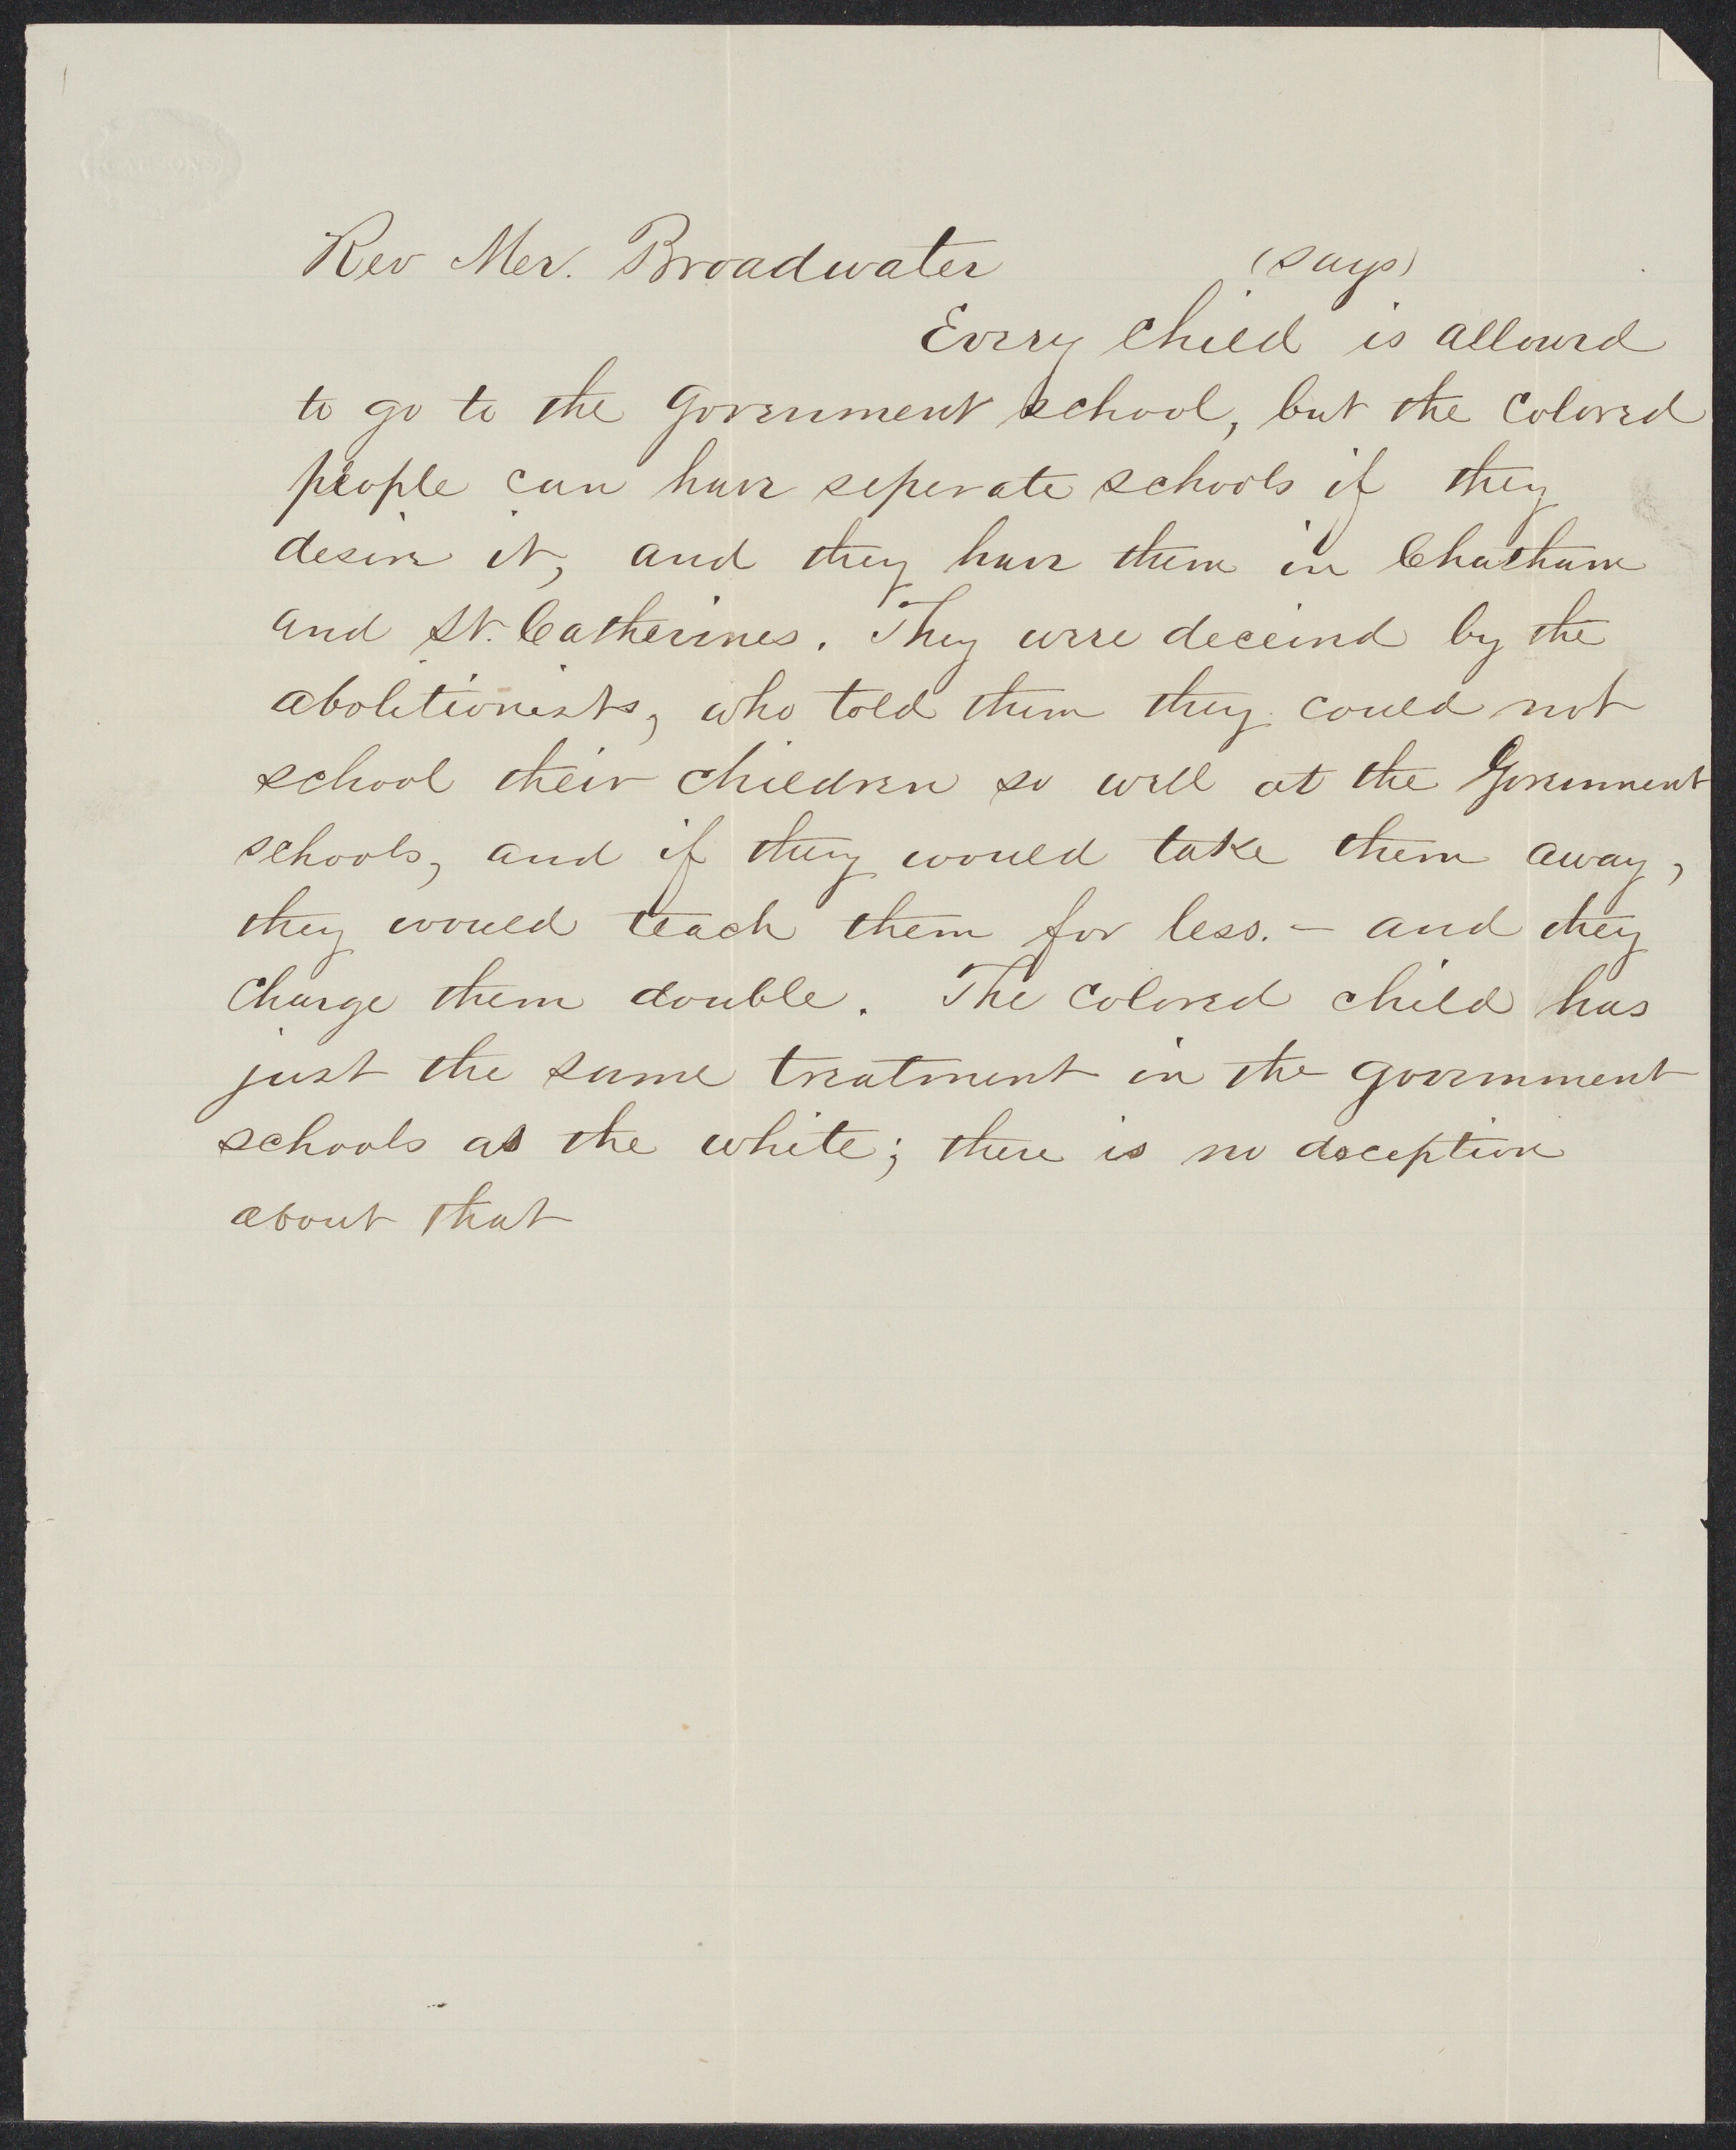 Rev Mer. Broadwater (says)
Every child is allowed
to go to the Government school, but the colored
people can have seperate schools if they
desire it, and they have them in Chatham
and St. Catherines. They were deceived by the
abolitionists, who told them they could not
school their children so well at the Government
schools, and if they would take them away,
they would teach them for less. – and they
charge them double. The colored child has
just the same treatment in the government
schools as the white; there is no deception
about that